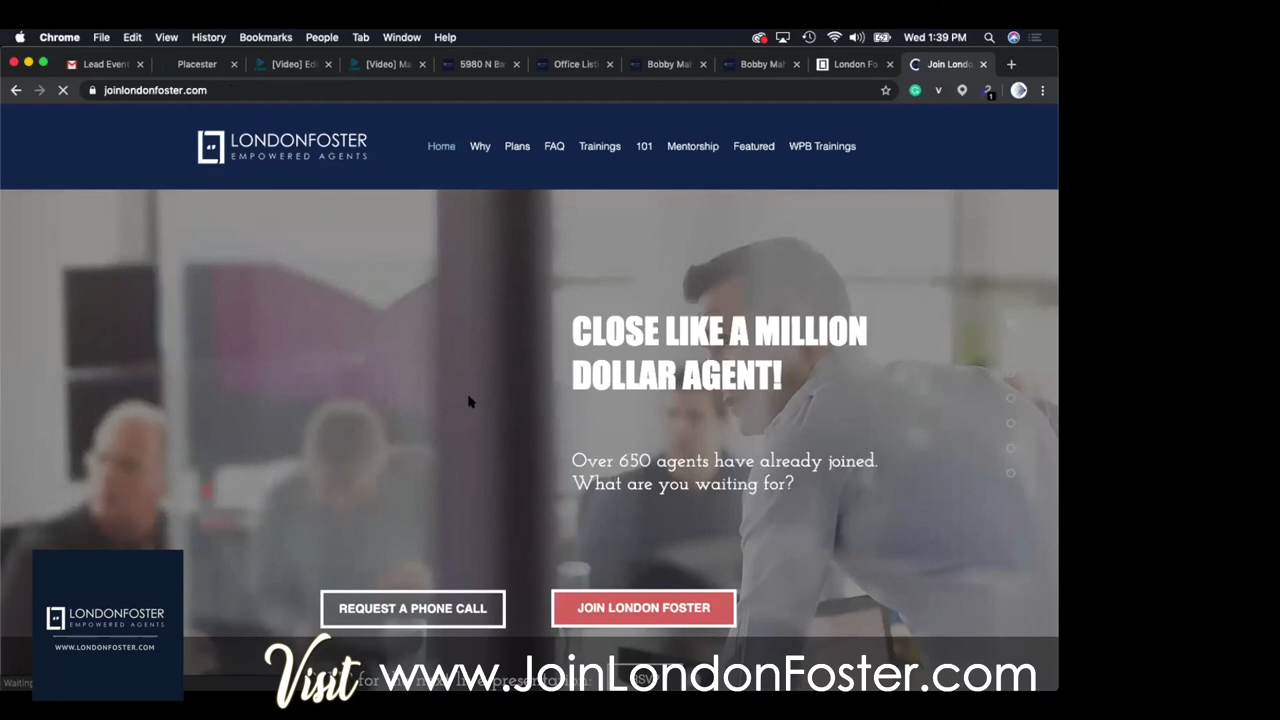 Chrome File Edit View History Bookmarks People Tab Window Help Wed 1:39 PM
Lead Event Placester [Video] Edi [Video] Ma 5980 N Ba Office Listi Bobby Mah Bobby Mah London Fo Join Londo
joinlondonfoster.com
LONDONFOSTER
EMPOWERED AGENTS
Home Why Plans FAQ Trainings 101 Mentorship Featured WPB Trainings
CLOSE LIKE A MILLION
DOLLAR AGENT!
Over 650 agents have already joined.
What are you waiting for?
REQUEST A PHONE CALL JOIN LONDON FOSTER
LONDONFOSTER
EMPOWERED AGENTS
WWW.LONDONFOSTER.COM
Visit www.JoinLondonFoster.com
Waiting